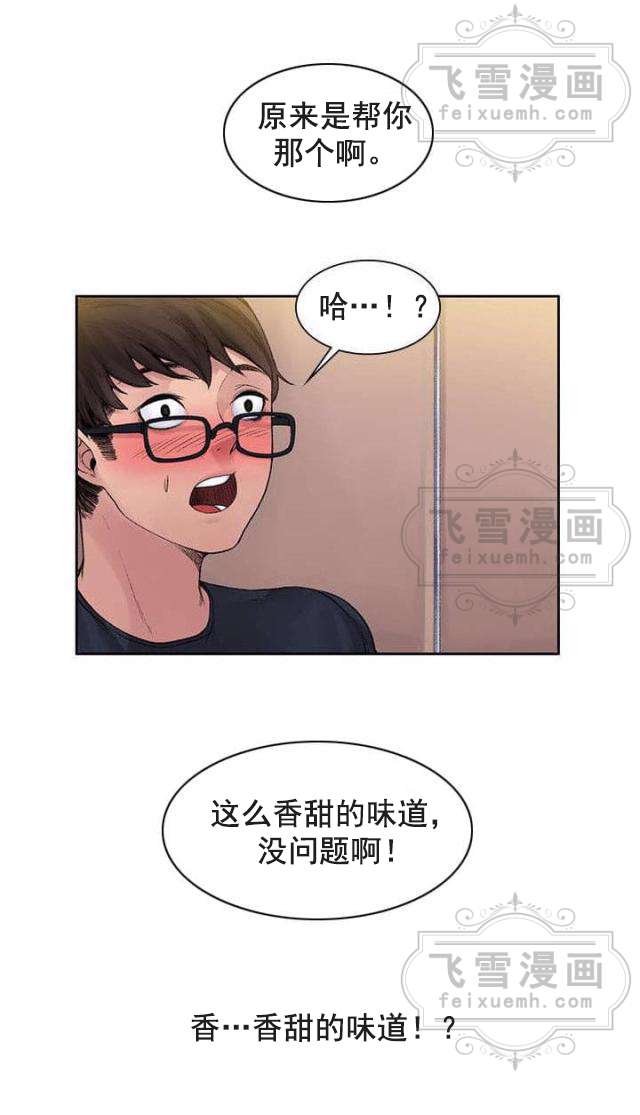 飞雪漫画
feixuemh.com
原来是帮你
那个啊。
哈…！？
飞雪漫画
feixuemh.com
这么香甜的味道，
没问题啊！
飞雪漫画
feixuemh.com
香…香甜的味道！？